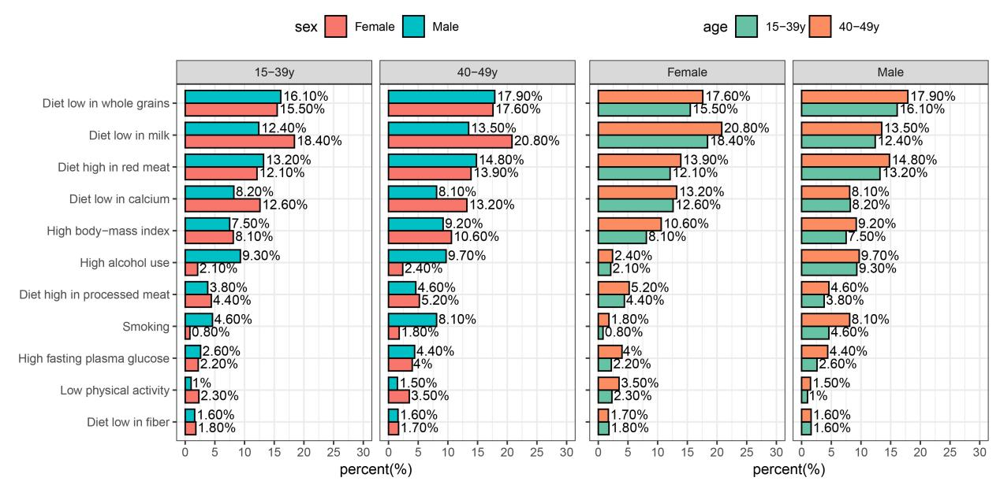 sex Female Male age 15−39y 40−49y
15−39y 40−49y Female Male
Diet low in whole grains 16.10% 17.90% 17.60% 17.90%
15.50% 17.60% 15.50% 16.10%
Diet low in milk 12.40% 13.50% 20.80% 13.50%
18.40% 20.80% 18.40% 12.40%
Diet high in red meat 13.20% 14.80% 13.90% 14.80%
12.10% 13.90% 12.10% 13.20%
Diet low in calcium 8.20% 8.10% 13.20% 8.10%
12.60% 13.20% 12.60% 8.20%
High body−mass index 7.50% 9.20% 10.60% 9.20%
8.10% 10.60% 8.10% 7.50%
High alcohol use 9.30% 9.70% 2.40% 9.70%
2.10% 2.40% 2.10% 9.30%
Diet high in processed meat 3.80% 4.60% 5.20% 4.60%
4.40% 5.20% 4.40% 3.80%
Smoking 4.60% 8.10% 1.80% 8.10%
0.80% 1.80% 0.80% 4.60%
High fasting plasma glucose 2.60% 4.40% 4% 4.40%
2.20% 4% 2.20% 2.60%
Low physical activity 1% 1.50% 3.50% 1.50%
2.30% 3.50% 2.30% 1%
Diet low in fiber 1.60% 1.60% 1.70% 1.60%
1.80% 1.70% 1.80% 1.60%
0 5 10 15 20 25 30 0 5 10 15 20 25 30 0 5 10 15 20 25 30 0 5 10 15 20 25 30
percent(%) percent(%)